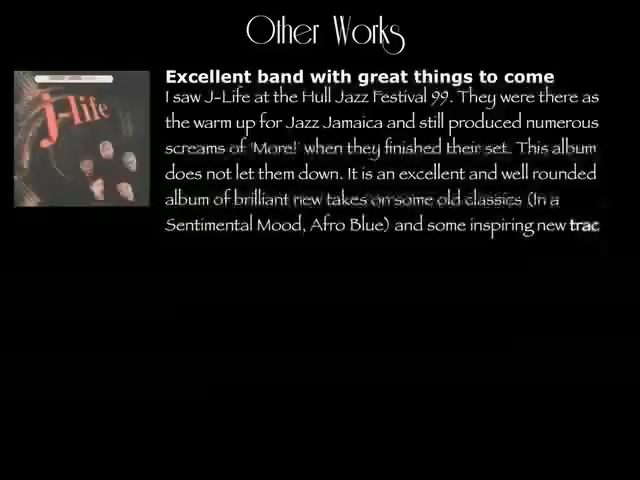 Other Works
j-life
Excellent band with great things to come
I saw J-Life at the Hull Jazz Festival 99. They were there as
the warm up for Jazz Jamaica and still produced numerous
screams of 'More!' when they finished their set. This album
does not let them down. It is an excellent and well rounded
album of brilliant new takes on some old classics (In a
Sentimental Mood, Afro Blue) and some inspiring new trac